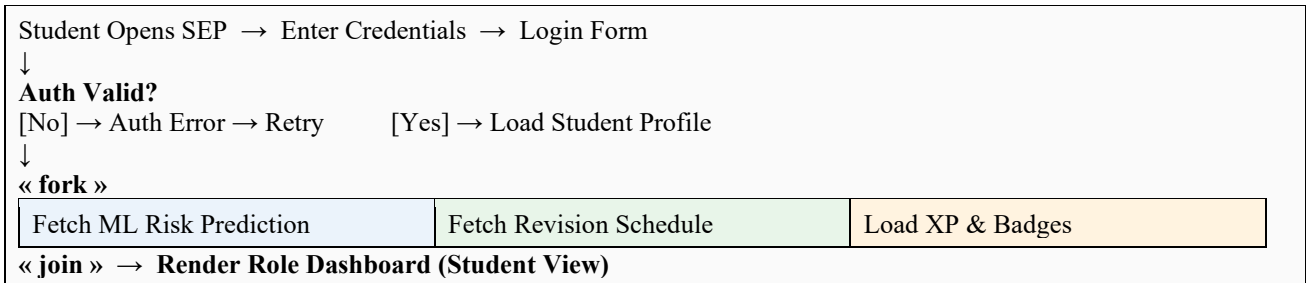 Student Opens SEP → Enter Credentials → Login Form
↓
Auth Valid?
[No] → Auth Error → Retry [Yes] → Load Student Profile
↓
« fork »
Fetch ML Risk Prediction Fetch Revision Schedule Load XP & Badges
« join » → Render Role Dashboard (Student View)